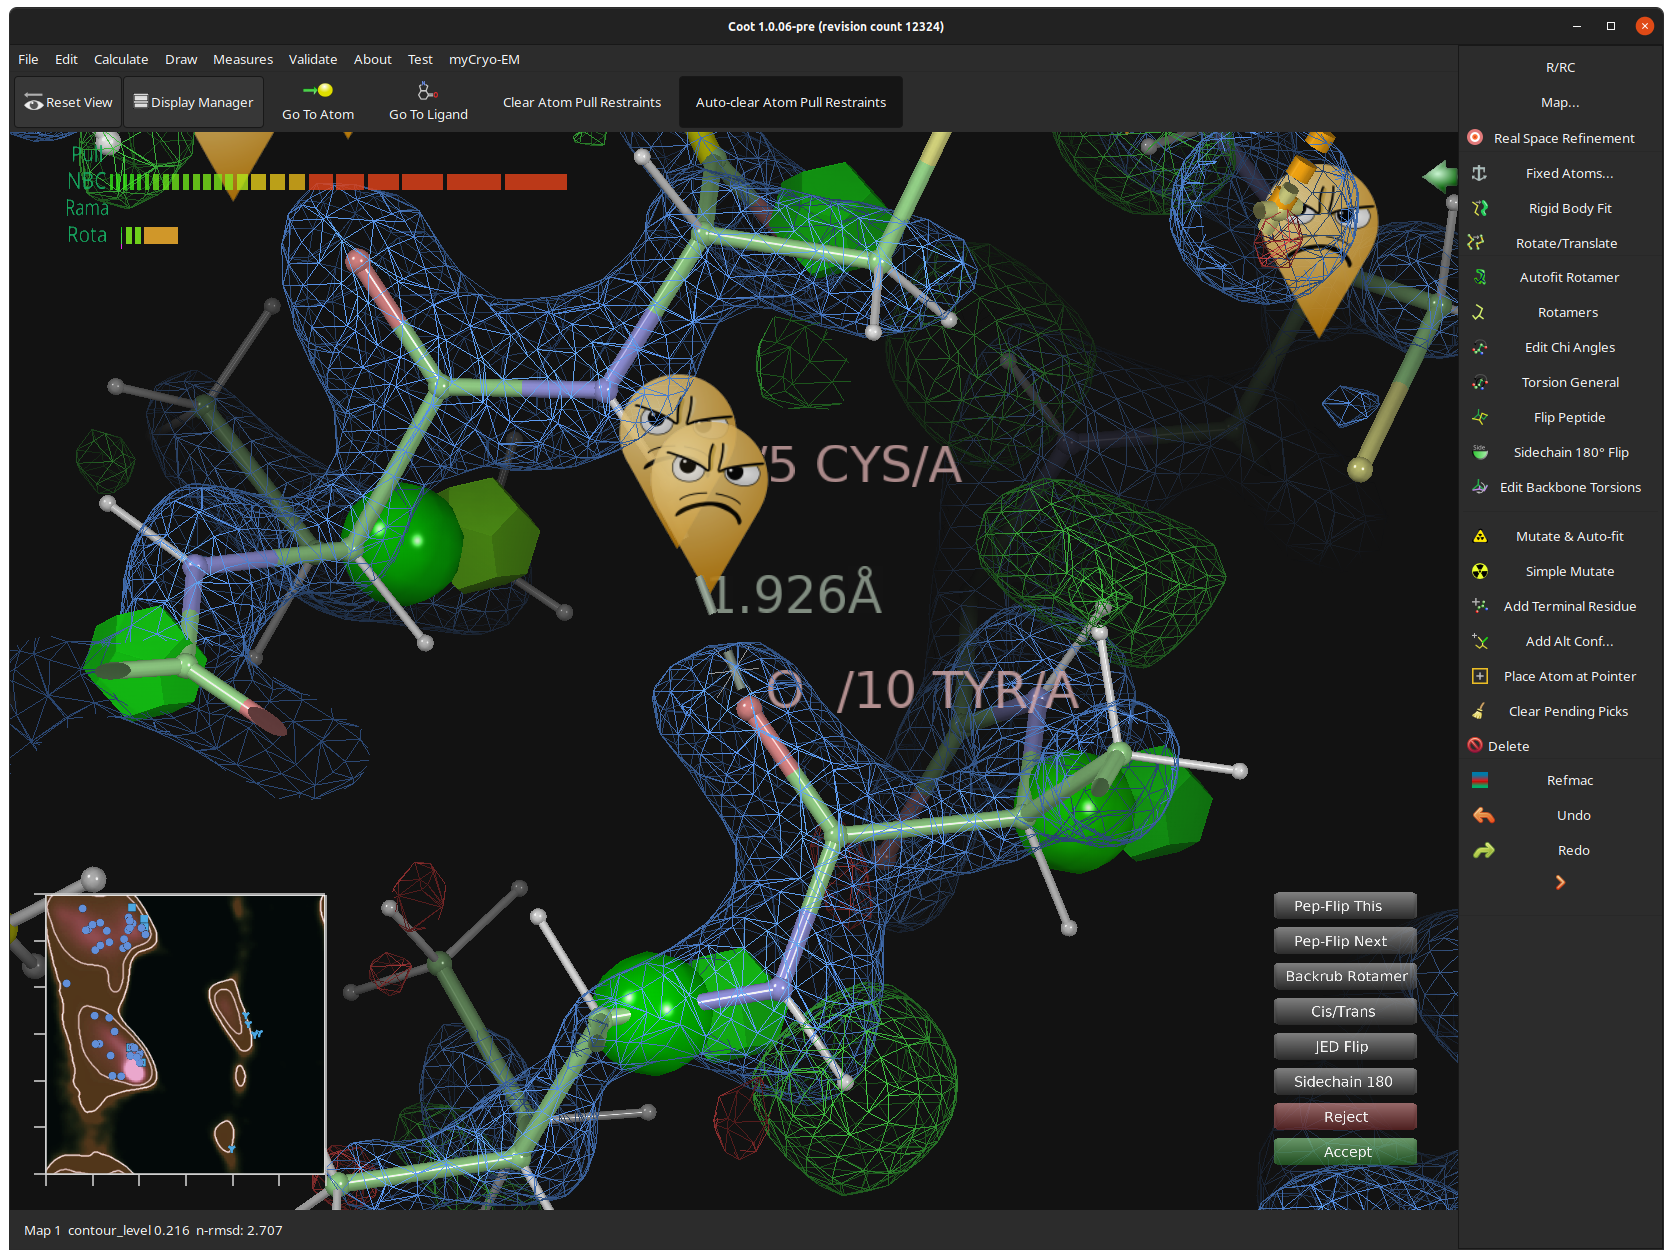 Coot 1.0.06-pre (revision count 12324)
File Edit Calculate Draw Measures Validate About Test myCryo-EM
Reset View Display Manager Go To Atom Go To Ligand Clear Atom Pull Restraints Auto-clear Atom Pull Restraints
Pull
NBC
Rama
Rota
/5 CYS/A
1.926Å
O /10 TYR/A
Pep-Flip This
Pep-Flip Next
Backrub Rotamer
Cis/Trans
JED Flip
Sidechain 180
Reject
Accept
R/RC
Map...
Real Space Refinement
Fixed Atoms...
Rigid Body Fit
Rotate/Translate
Autofit Rotamer
Rotamers
Edit Chi Angles
Torsion General
Flip Peptide
Side
Sidechain 180° Flip
Edit Backbone Torsions
Mutate & Auto-fit
Simple Mutate
Add Terminal Residue
Add Alt Conf...
Place Atom at Pointer
Clear Pending Picks
Delete
Refmac
Undo
Redo
Map 1 contour_level 0.216 n-rmsd: 2.707